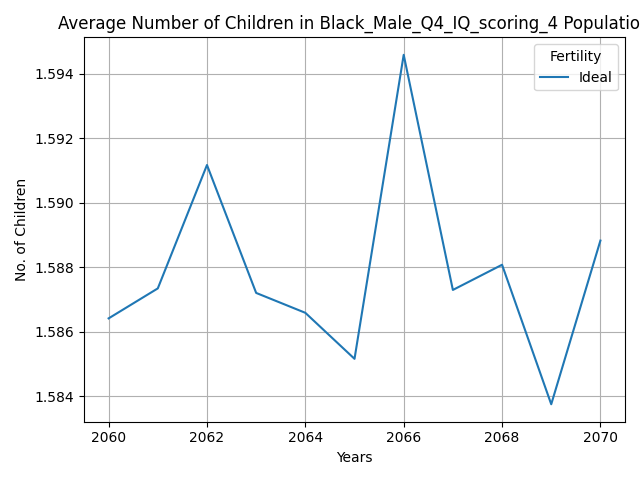 Average Number of Children in Black_Male_Q4_IQ_scoring_4 Populatio
Fertility
Ideal
1.594
1.592
1.590
1.588
1.586
1.584
No. of Children
2060 2062 2064 2066 2068 2070
Years